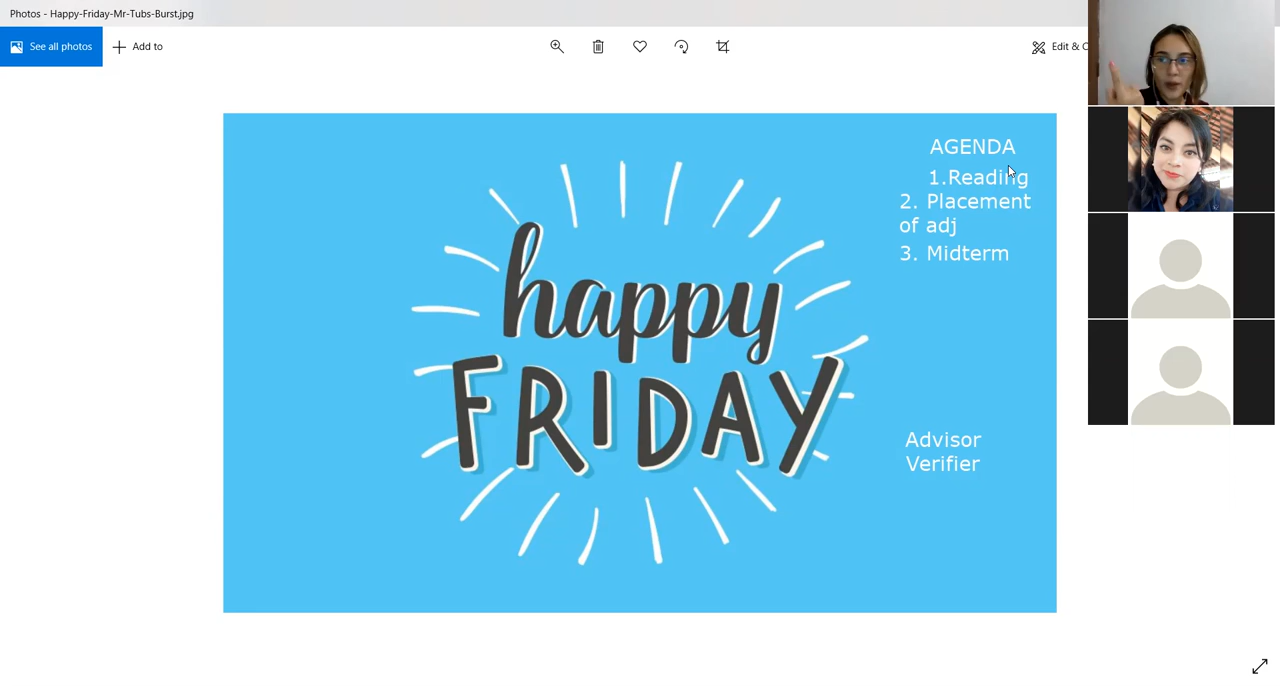 Photos - Happy-Friday-Mr-Tubs-Burst.jpg
See all photos
Add to
Edit & C
AGENDA
1.Reading
2. Placement
of adj
3. Midterm
happy
FRIDAY
Advisor
Verifier